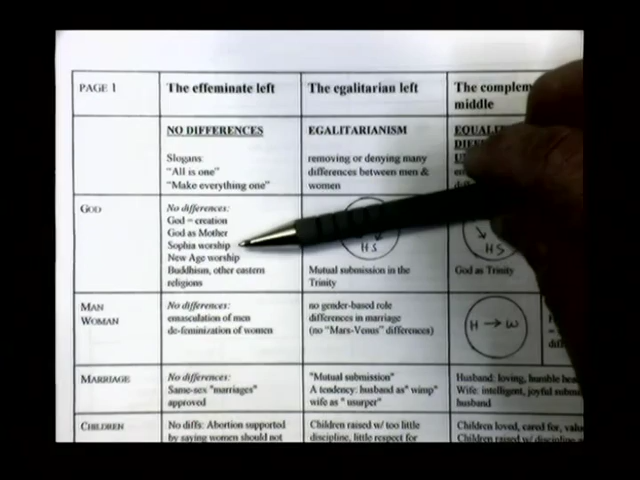 PAGE 1
The effeminate left
The egalitarian left
The
middle
NO DIFFERENCES
Slogans:
"All is one"
"Make everything one"
EGALITARIANISM
removing or denying many
differences between men &
women
GOD
No differences:
God = creation
God as Mother
Sophia worship
New Age worship
Buddhism, other eastern
religions
HS
Mutual submission in the
Trinity
HS
God as Trinity
MAN
WOMAN
No differences:
emasculation of men
de-feminization of women
no gender-based role
differences in marriage
(no "Mars-Venus" differences)
H → W
MARRIAGE
No differences:
Same-sex "marriages"
approved
"Mutual submission"
A tendency: husband as "wimp"
wife as "usurper"
Husband: loving, humble
Wife: intelligent, joyful
husband
CHILDREN
No diffs: Abortion supported
by saying women should not
Children raised w/ too little
discipline, little respect for
Children loved, cared for,
Children raised w/